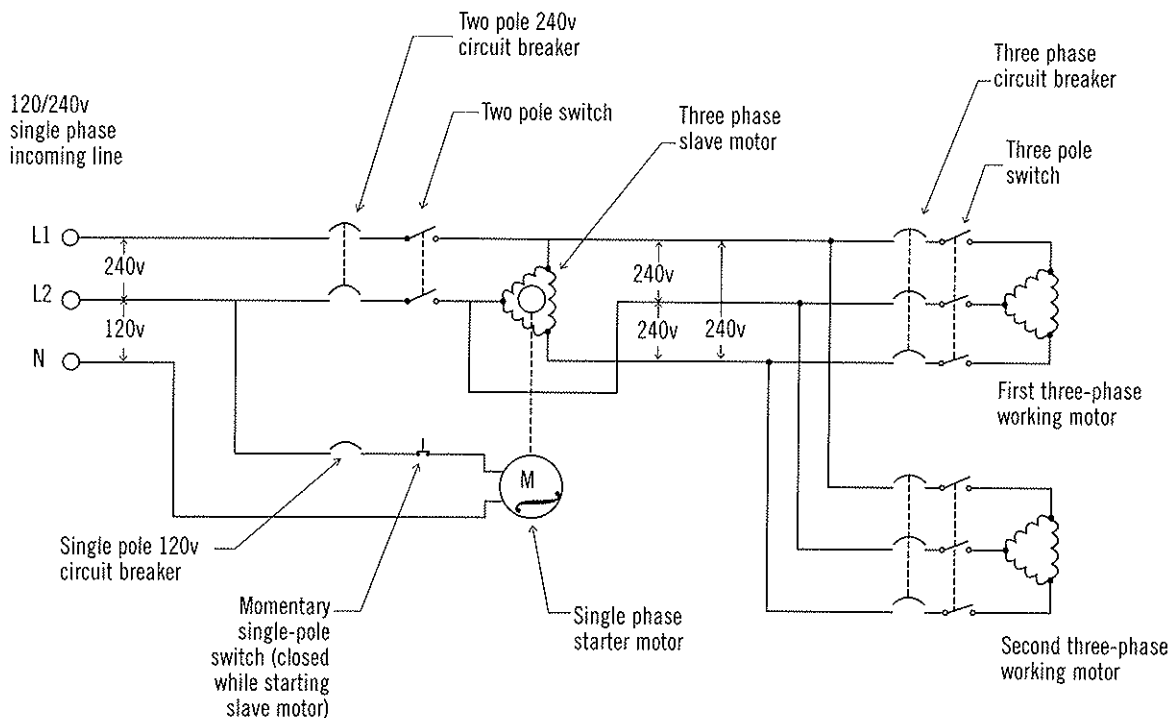 Two pole 240v
circuit breaker
Three phase
circuit breaker
120/240v
single phase
incoming line
Two pole switch
Three phase
slave motor
Three pole
switch
L1
240v
L2
120v
N
240v
240v
240v
First three-phase
working motor
M
Single pole 120v
circuit breaker
Momentary
single-pole
switch (closed
while starting
slave motor)
Single phase
starter motor
Second three-phase
working motor